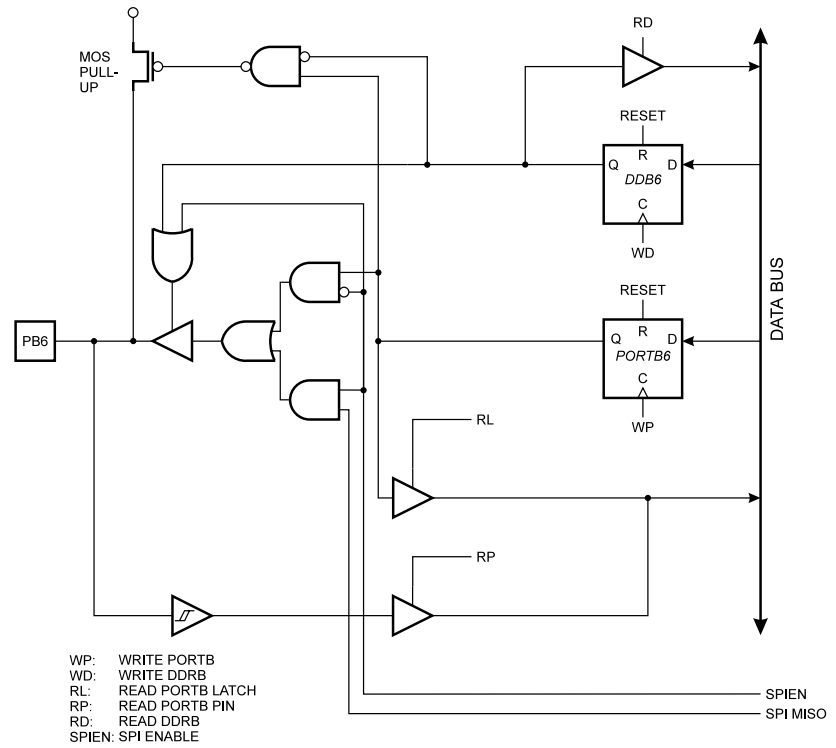 RD
MOS
PULL-
UP
RESET
R
Q D
DDB6
C
WD
RESET
R
Q D
PORTB6
C
WP
DATA BUS
PB6
RL
RP
WP: WRITE PORTB
WD: WRITE DDRB
RL: READ PORTB LATCH
RP: READ PORTB PIN
RD: READ DDRB
SPIEN: SPI ENABLE
SPIEN
SPI MISO